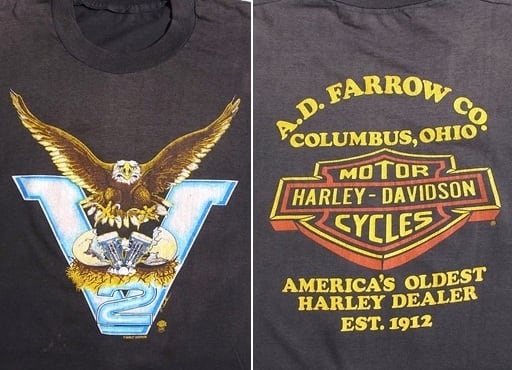 V
2
A.D. FARROW CO.
COLUMBUS, OHIO
MOTOR
HARLEY-DAVIDSON
CYCLES
AMERICA'S OLDEST
HARLEY DEALER
EST. 1912